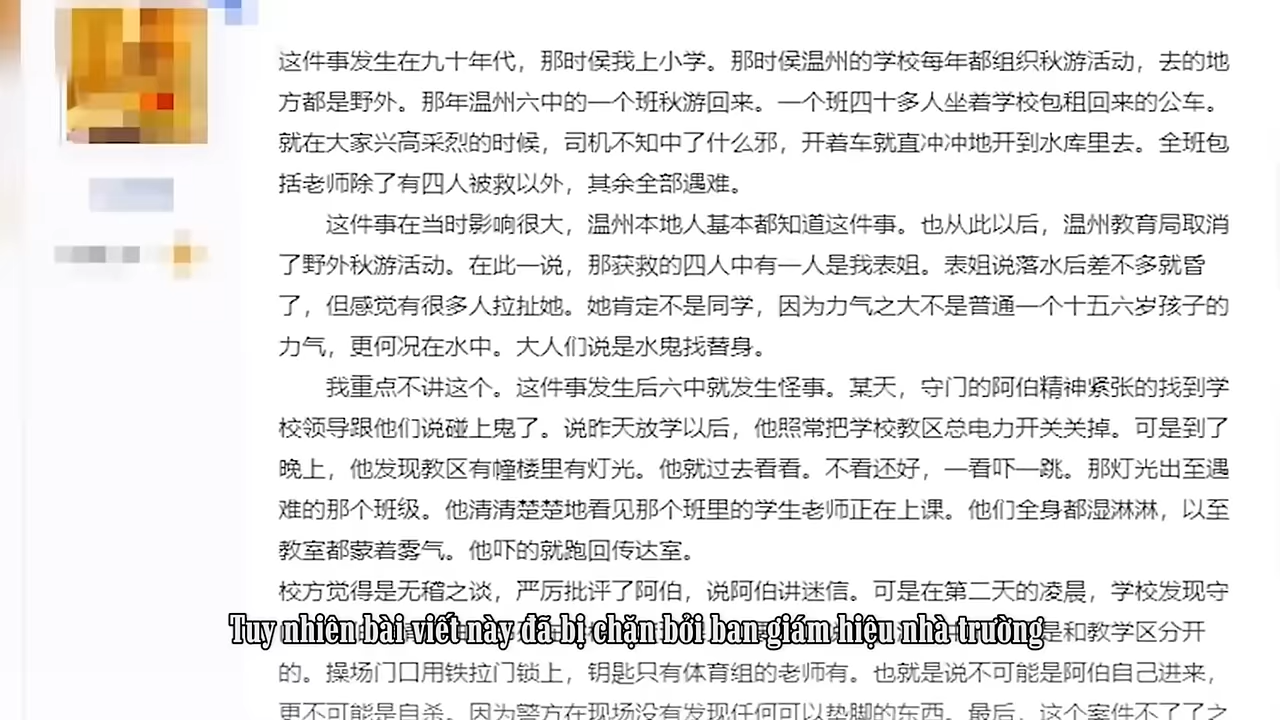 这件事发生在九十年代，那时侯我上小学。那时侯温州的学校每年都组织秋游活动，去的地
方都是野外。那年温州六中的一个班秋游回来。一个班四十多人坐着学校包租回来的公车。
就在大家兴高采烈的时候，司机不知中了什么邪，开着车就直冲冲地开到水库里去。全班包
括老师除了有四人被救以外，其余全部遇难。
这件事在当时影响很大，温州本地人基本都知道这件事。也从此以后，温州教育局取消
了野外秋游活动。在此一说，那获救的四人中有一人是我表姐。表姐说落水后差不多就昏
了，但感觉有很多人拉扯她。她肯定不是同学，因为力气之大不是普通一个十五六岁孩子的
力气，更何况在水中。大人们说是水鬼找替身。
我重点不讲这个。这件事发生后六中就发生怪事。某天，守门的阿伯精神紧张的找到学
校领导跟他们说碰上鬼了。说昨天放学以后，他照常把学校教区总电力开关关掉。可是到了
晚上，他发现教区有幢楼里有灯光。他就过去看看。不看还好，一看吓一跳。那灯光出至遇
难的那个班级。他清清楚楚地看见那个班里的学生老师正在上课。他们全身都湿淋淋，以至
教室都蒙着雾气。他吓的就跑回传达室。
校方觉得是无稽之谈，严厉批评了阿伯，说阿伯讲迷信。可是在第二天的凌晨，学校发现守
Tuy nhiên bài viết này đã bị chặn bởi ban giám hiệu nhà trường
是和教学区分开
的。操场门口用铁拉门锁上，钥匙只有体育组的老师有。也就是说不可能是阿伯自己进来，
更不可能是自杀。因为警方在现场没有发现任何可以垫脚的东西。最后，这个案件不了了之